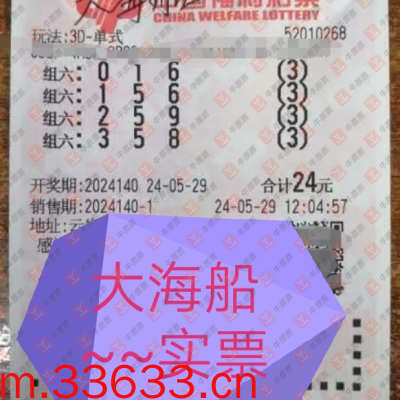 CHINA WELFARE LOTTERY
玩法:3D-单式 52010268
组六: 0 1 6 (3)
组六: 1 5 6 (3)
组六: 2 5 9 (3)
组六: 3 5 8 (3)
开奖期:2024140 24-05-29 合计24元
销售期:2024140-1 24-05-29 12:04:57
地址:云
感
大海船
~~实票
m.33633.cn